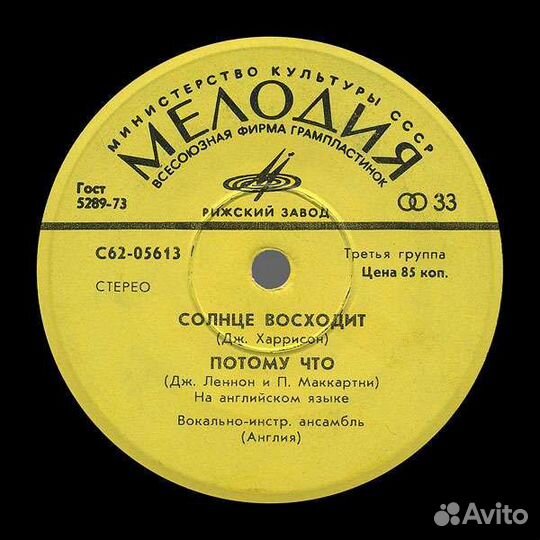 МИНИСТЕРСТВО КУЛЬТУРЫ СССР
МЕЛОДИЯ
ВСЕСОЮЗНАЯ ФИРМА ГРАМПЛАСТИНОК
Гост
5289-73
33
РИЖСКИЙ ЗАВОД
С62-05613
Третья группа
Цена 85 коп.
СТЕРЕО
СОЛНЦЕ ВОСХОДИТ
(Дж. Харрисон)
ПОТОМУ ЧТО
(Дж. Леннон и П. Маккартни)
На английском языке
Вокально-инстр. ансамбль
(Англия)
Avito